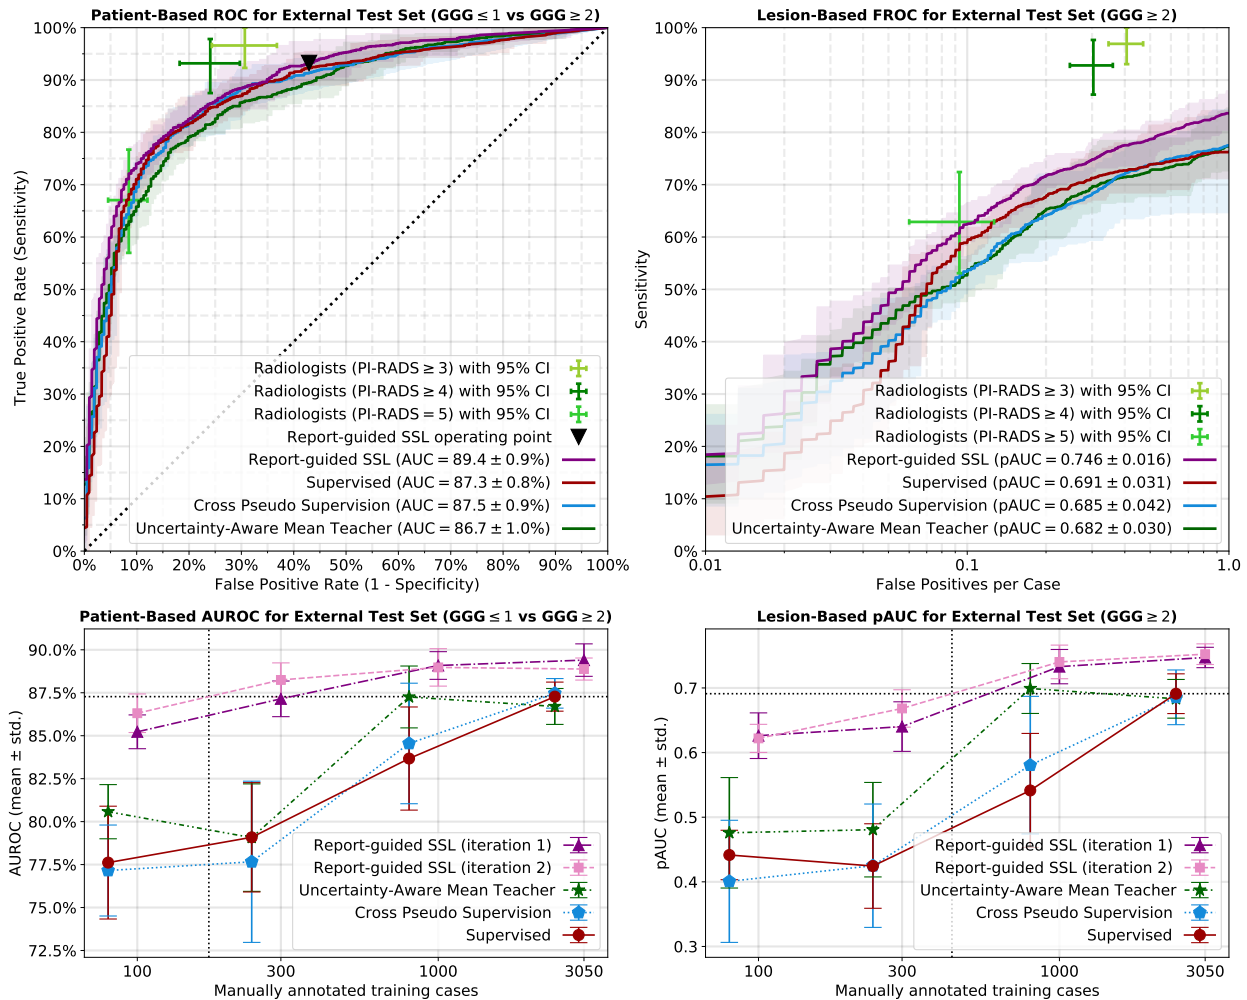 Patient-Based ROC for External Test Set (GGG ≤ 1 vs GGG ≥ 2)
100%
90%
80%
70%
60%
50%
40%
30%
20%
10%
0%
True Positive Rate (Sensitivity)
Radiologists (PI-RADS ≥ 3) with 95% CI
Radiologists (PI-RADS ≥ 4) with 95% CI
Radiologists (PI-RADS = 5) with 95% CI
Report-guided SSL operating point
Report-guided SSL (AUC = 89.4 ± 0.9%)
Supervised (AUC = 87.3 ± 0.8%)
Cross Pseudo Supervision (AUC = 87.5 ± 0.9%)
Uncertainty-Aware Mean Teacher (AUC = 86.7 ± 1.0%)
0% 10% 20% 30% 40% 50% 60% 70% 80% 90% 100%
False Positive Rate (1 - Specificity)
Lesion-Based FROC for External Test Set (GGG ≥ 2)
100%
90%
80%
70%
60%
50%
40%
30%
20%
10%
0%
Sensitivity
Radiologists (PI-RADS ≥ 3) with 95% CI
Radiologists (PI-RADS ≥ 4) with 95% CI
Radiologists (PI-RADS ≥ 5) with 95% CI
Report-guided SSL (pAUC = 0.746 ± 0.016)
Supervised (pAUC = 0.691 ± 0.031)
Cross Pseudo Supervision (pAUC = 0.685 ± 0.042)
Uncertainty-Aware Mean Teacher (pAUC = 0.682 ± 0.030)
0.01 0.1 1.0
False Positives per Case
Patient-Based AUROC for External Test Set (GGG ≤ 1 vs GGG ≥ 2)
90.0%
87.5%
85.0%
82.5%
80.0%
77.5%
75.0%
72.5%
AUROC (mean ± std.)
Report-guided SSL (iteration 1)
Report-guided SSL (iteration 2)
Uncertainty-Aware Mean Teacher
Cross Pseudo Supervision
Supervised
100 300 1000 3050
Manually annotated training cases
Lesion-Based pAUC for External Test Set (GGG ≥ 2)
0.7
0.6
0.5
0.4
0.3
pAUC (mean ± std.)
Report-guided SSL (iteration 1)
Report-guided SSL (iteration 2)
Uncertainty-Aware Mean Teacher
Cross Pseudo Supervision
Supervised
100 300 1000 3050
Manually annotated training cases